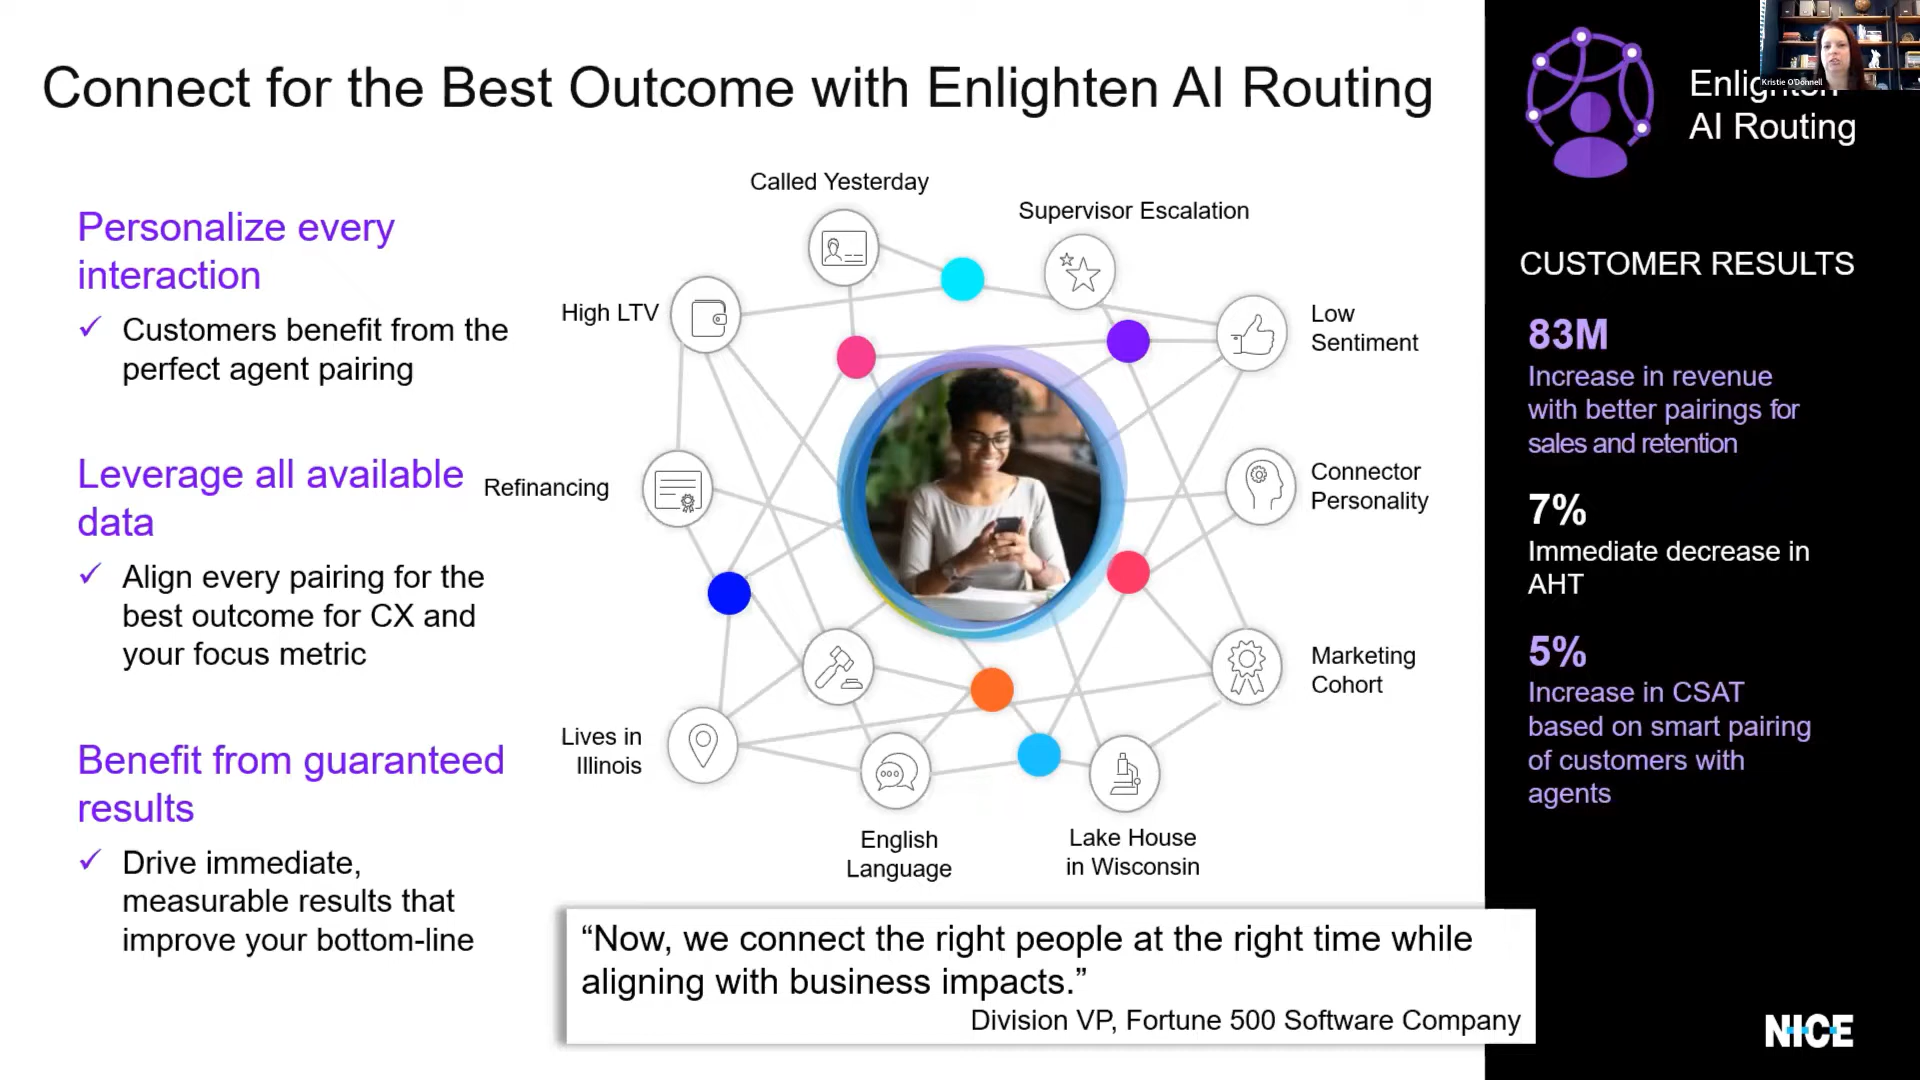 Connect for the Best Outcome with Enlighten AI Routing
Personalize every
interaction
✓ Customers benefit from the
perfect agent pairing
Leverage all available
data
✓ Align every pairing for the
best outcome for CX and
your focus metric
Benefit from guaranteed
results
✓ Drive immediate,
measurable results that
improve your bottom-line
Called Yesterday
Supervisor Escalation
High LTV
Low
Sentiment
Refinancing
Connector
Personality
Marketing
Cohort
Lives in
Illinois
English
Language
Lake House
in Wisconsin
“Now, we connect the right people at the right time while
aligning with business impacts.”
Division VP, Fortune 500 Software Company
Kristie O'Donnell
Enlighten
AI Routing
CUSTOMER RESULTS
83M
Increase in revenue
with better pairings for
sales and retention
7%
Immediate decrease in
AHT
5%
Increase in CSAT
based on smart pairing
of customers with
agents
NICE